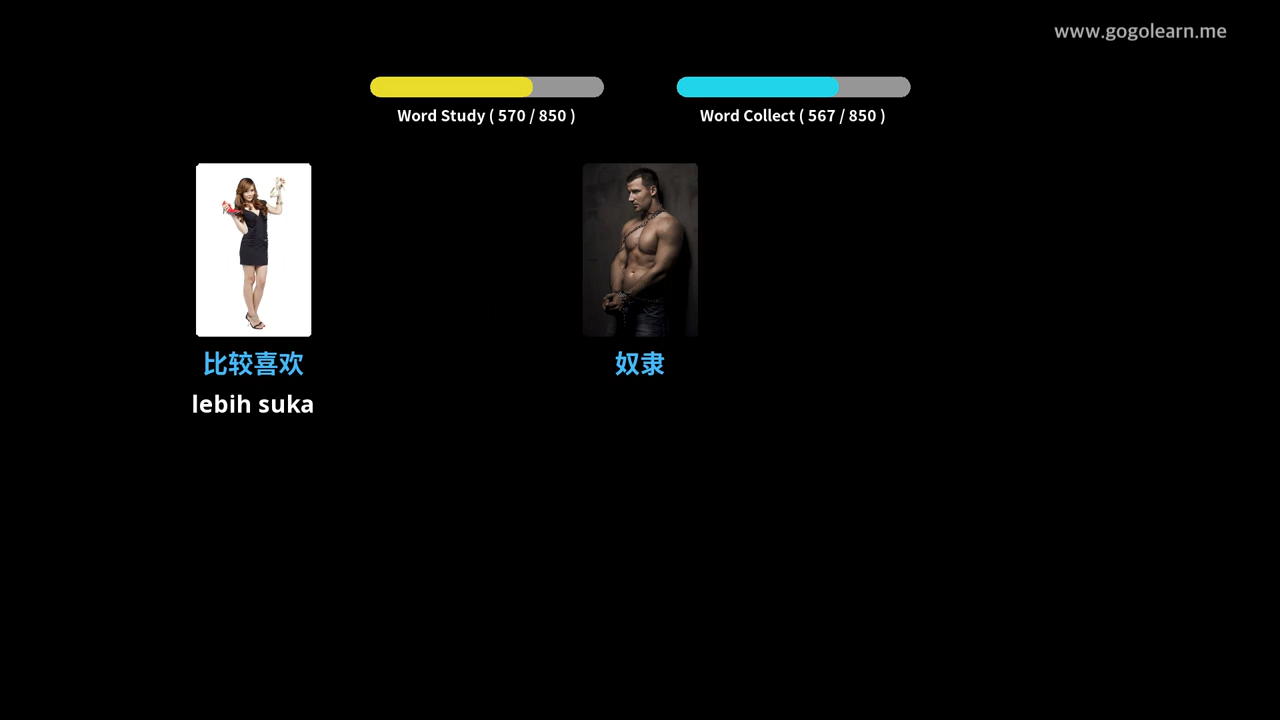 www.gogolearn.me
Word Study ( 570 / 850 )
Word Collect ( 567 / 850 )
比较喜欢
奴隶
lebih suka